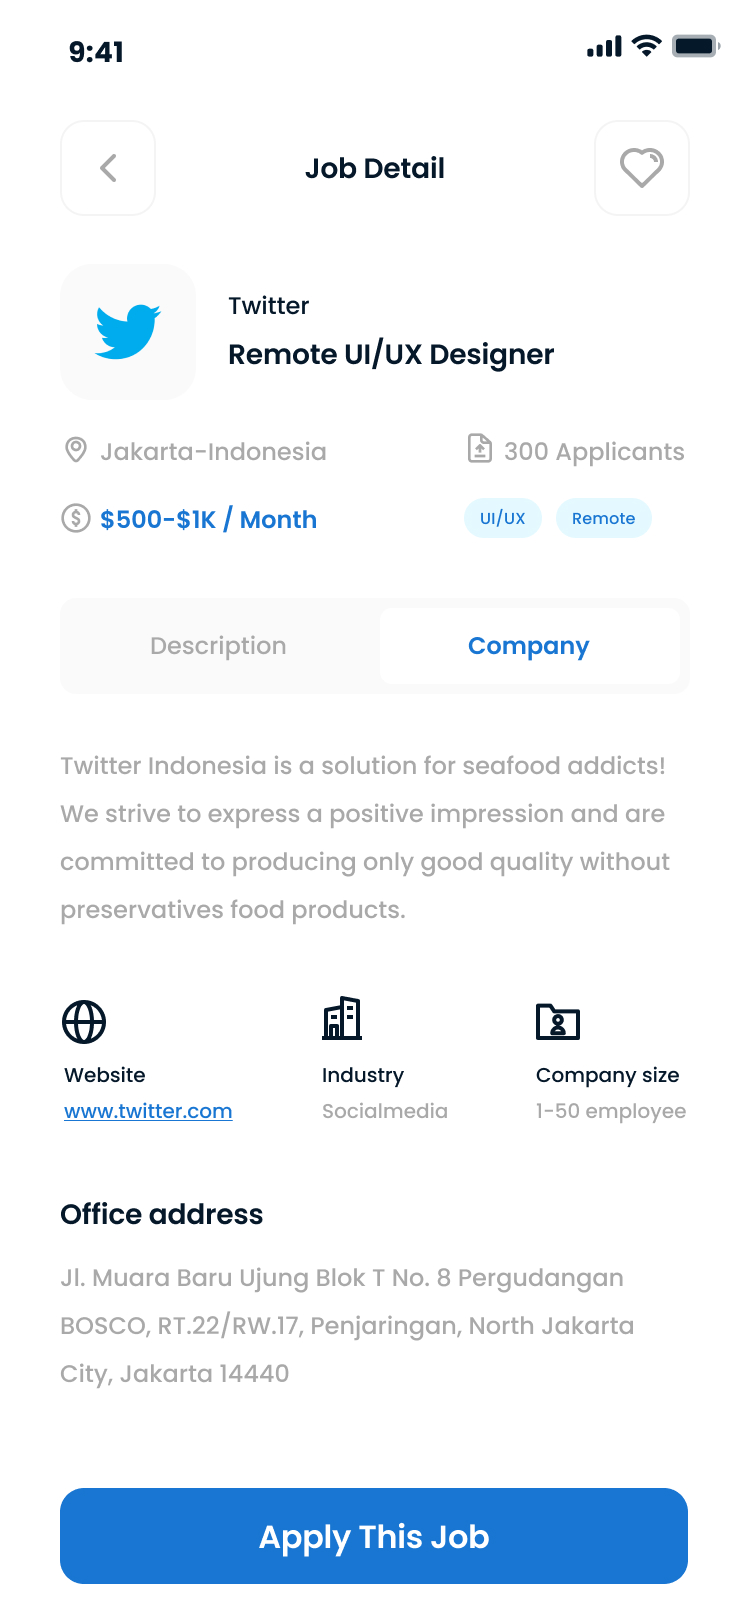 9:41
Job Detail
Twitter
Remote UI/UX Designer
Jakarta-Indonesia
300 Applicants
$500-$1K / Month
UI/UX
Remote
Description
Company
Twitter Indonesia is a solution for seafood addicts!
We strive to express a positive impression and are
committed to producing only good quality without
preservatives food products.
Website
www.twitter.com
Industry
Socialmedia
Company size
1-50 employee
Office address
Jl. Muara Baru Ujung Blok T No. 8 Pergudangan
BOSCO, RT.22/RW.17, Penjaringan, North Jakarta
City, Jakarta 14440
Apply This Job